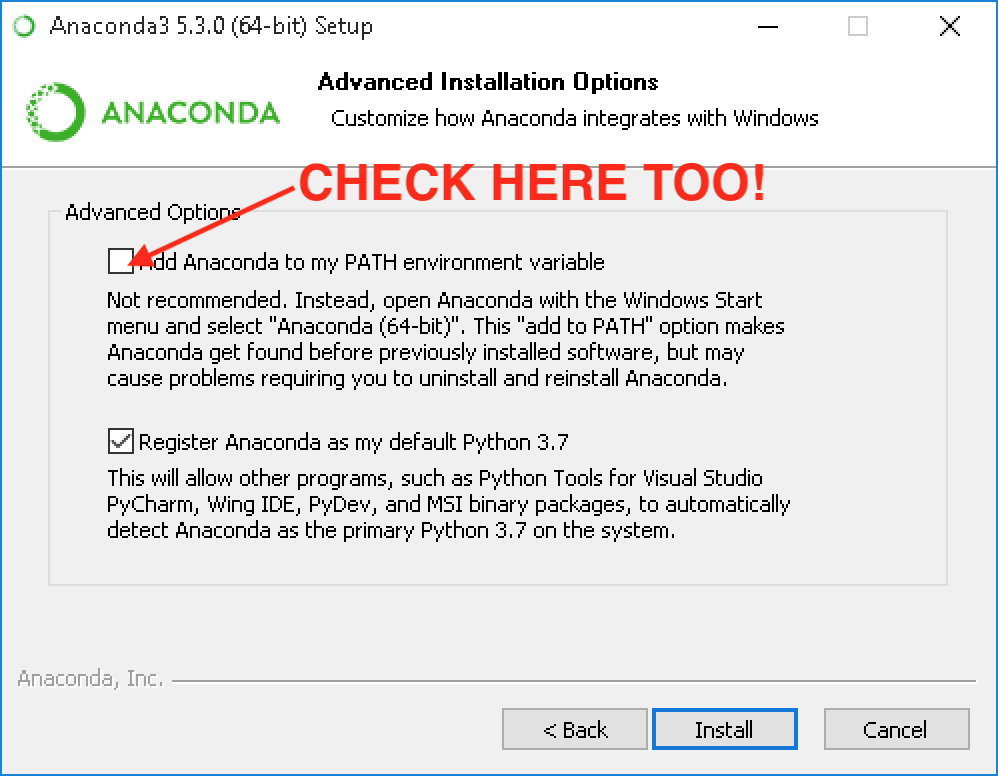 Anaconda3 5.3.0 (64-bit) Setup
ANACONDA
Advanced Installation Options
Customize how Anaconda integrates with Windows
CHECK HERE TOO!
Advanced Options
Add Anaconda to my PATH environment variable
Not recommended. Instead, open Anaconda with the Windows Start
menu and select "Anaconda (64-bit)". This "add to PATH" option makes
Anaconda get found before previously installed software, but may
cause problems requiring you to uninstall and reinstall Anaconda.
Register Anaconda as my default Python 3.7
This will allow other programs, such as Python Tools for Visual Studio
PyCharm, Wing IDE, PyDev, and MSI binary packages, to automatically
detect Anaconda as the primary Python 3.7 on the system.
Anaconda, Inc.
< Back
Install
Cancel